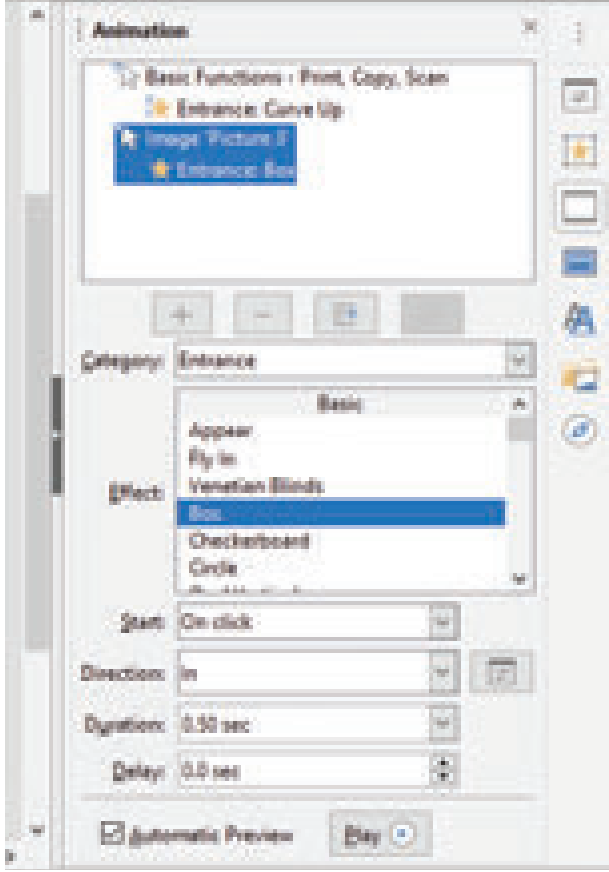 Animation
Basic Functions - Print, Copy, Scan
Entrance: Curve Up
Image 'Picture
Entrance: Box
Category: Entrance
Basic
Appear
Fly In
Venetian Blinds
Effect:
Box
Checkerboard
Circle
Start: On click
Direction: In
Duration: 0.50 sec
Delay: 0.0 sec
Automatic Preview
Play